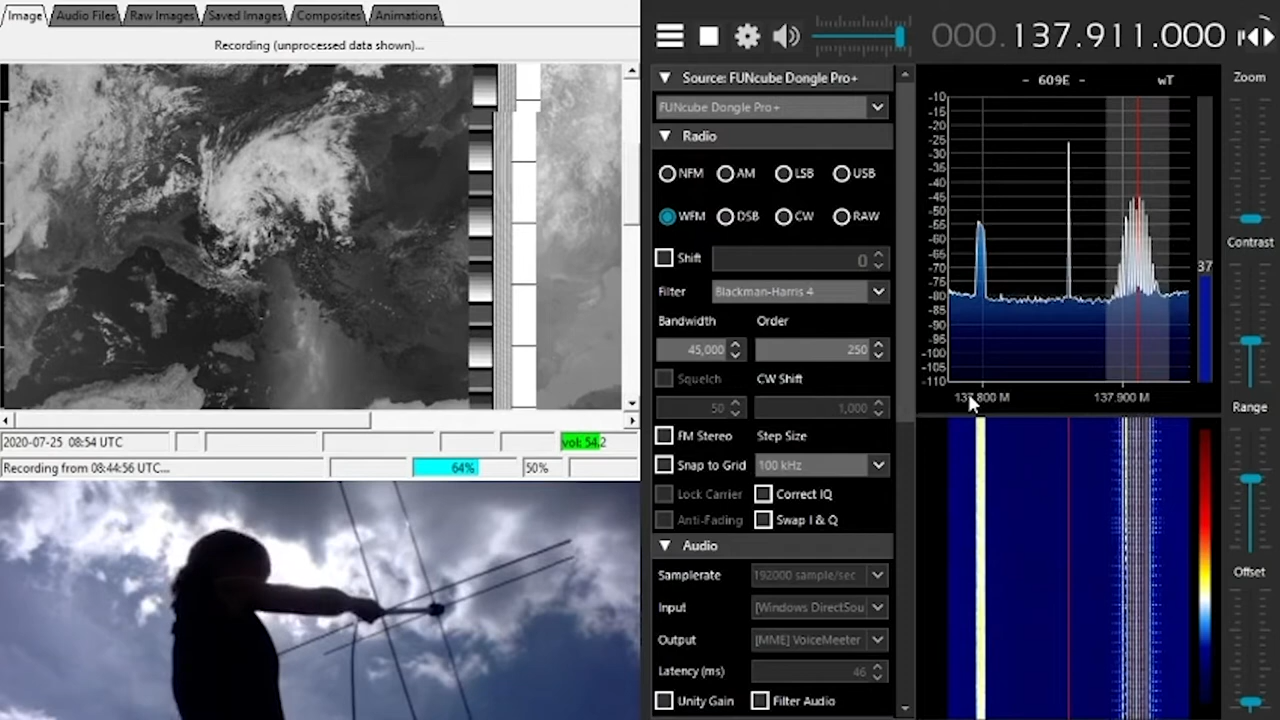 Image Audio Files Raw Images Saved Images Composites Animations
Recording (unprocessed data shown)...
2020-07-25 08:54 UTC
vol: 54.2
Recording from 08:44:56 UTC...
64%
50%
000.137.911.000
Source: FUNcube Dongle Pro+
FUNcube Dongle Pro+
Radio
NFM AM LSB USB
WFM DSB CW RAW
Shift 0
Filter Blackman-Harris 4
Bandwidth Order
45,000 250
Squelch CW Shift
50 1,000
FM Stereo Step Size
Snap to Grid 100 kHz
Lock Carrier Correct IQ
Anti-Fading Swap I & Q
Audio
Samplerate 192000 sample/sec
Input [Windows DirectSou
Output [MME] VoiceMeeter
Latency (ms) 46
Unity Gain Filter Audio
- 609E - wT
-10
-15
-20
-25
-30
-35
-40
-45
-50
-55
-60
-65
-70
-75
-80
-85
-90
-95
-100
-105
-110
37
137.800 M 137.900 M
Zoom
Contrast
Range
Offset